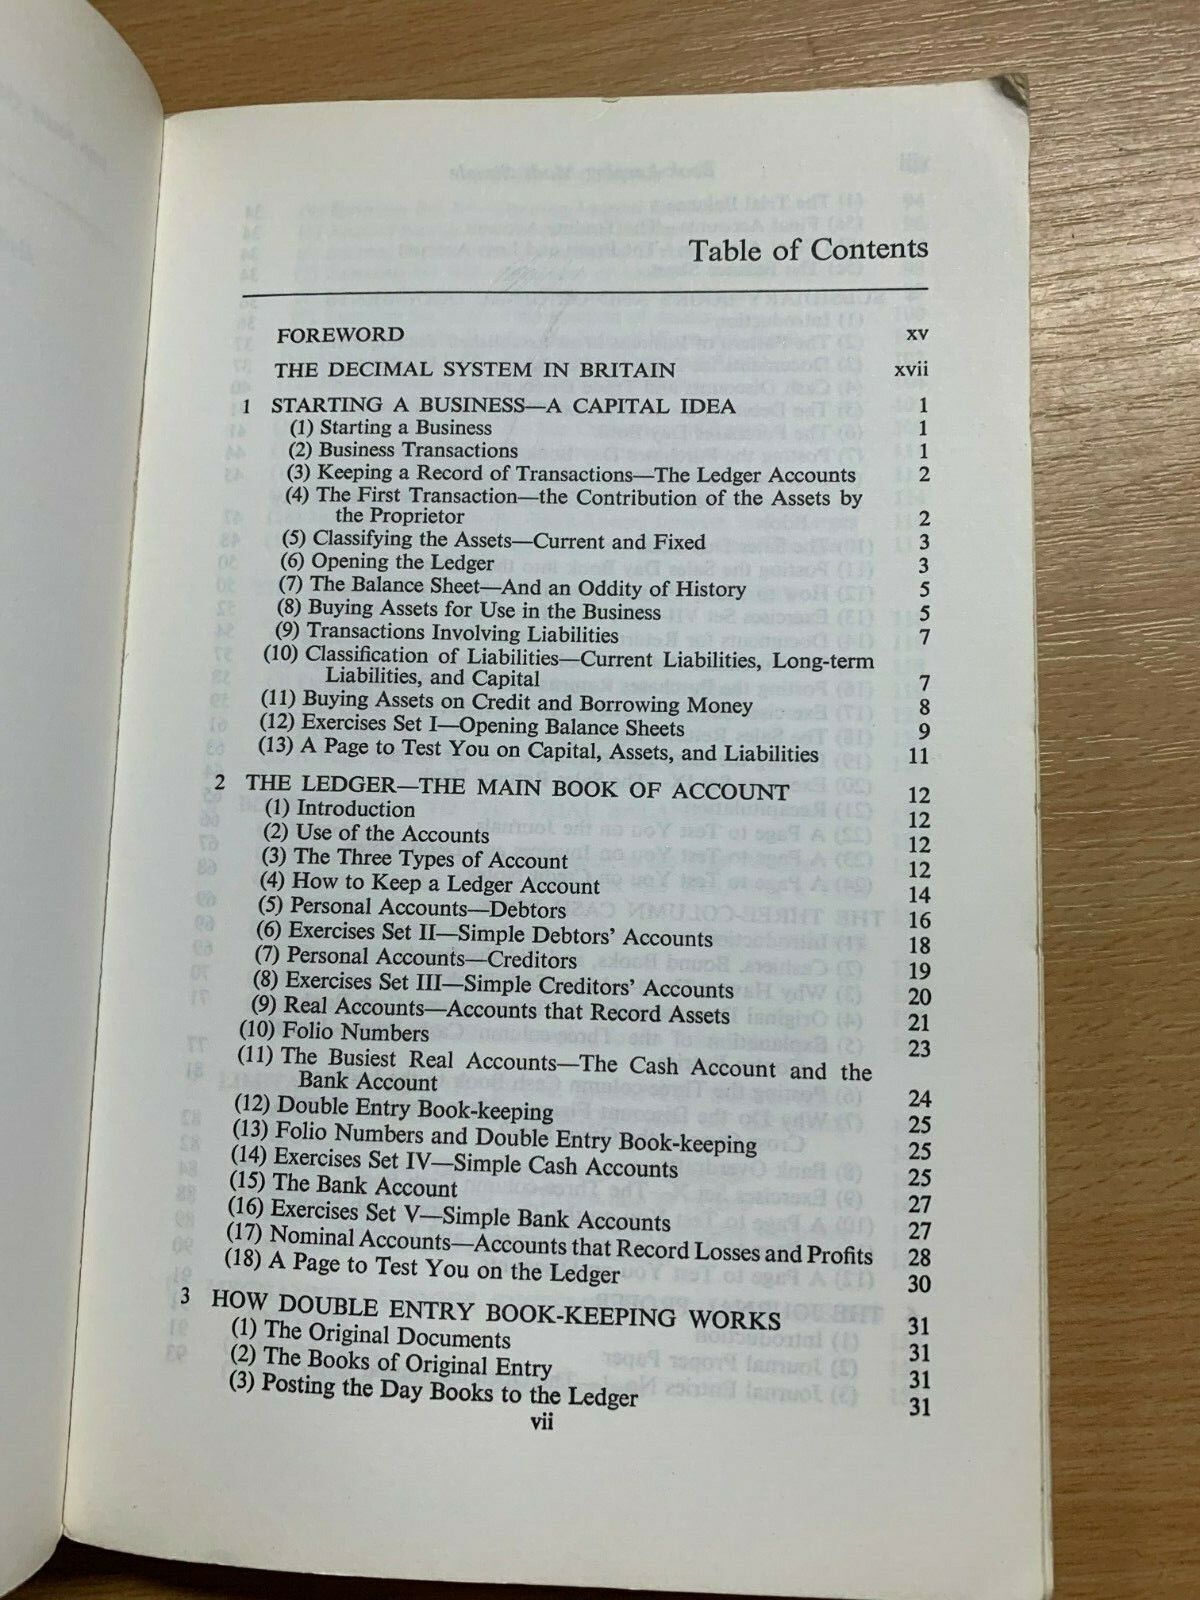 Table of Contents
FOREWORD xv
THE DECIMAL SYSTEM IN BRITAIN xvii
1 STARTING A BUSINESS—A CAPITAL IDEA 1
(1) Starting a Business 1
(2) Business Transactions 1
(3) Keeping a Record of Transactions—The Ledger Accounts 2
(4) The First Transaction—the Contribution of the Assets by
the Proprietor 2
(5) Classifying the Assets—Current and Fixed 3
(6) Opening the Ledger 3
(7) The Balance Sheet—And an Oddity of History 5
(8) Buying Assets for Use in the Business 5
(9) Transactions Involving Liabilities 7
(10) Classification of Liabilities—Current Liabilities, Long-term
Liabilities, and Capital 7
(11) Buying Assets on Credit and Borrowing Money 8
(12) Exercises Set I—Opening Balance Sheets 9
(13) A Page to Test You on Capital, Assets, and Liabilities 11
2 THE LEDGER—THE MAIN BOOK OF ACCOUNT 12
(1) Introduction 12
(2) Use of the Accounts 12
(3) The Three Types of Account 12
(4) How to Keep a Ledger Account 14
(5) Personal Accounts—Debtors 16
(6) Exercises Set II—Simple Debtors' Accounts 18
(7) Personal Accounts—Creditors 19
(8) Exercises Set III—Simple Creditors' Accounts 20
(9) Real Accounts—Accounts that Record Assets 21
(10) Folio Numbers 23
(11) The Busiest Real Accounts—The Cash Account and the
Bank Account 24
(12) Double Entry Book-keeping 25
(13) Folio Numbers and Double Entry Book-keeping 25
(14) Exercises Set IV—Simple Cash Accounts 25
(15) The Bank Account 27
(16) Exercises Set V—Simple Bank Accounts 27
(17) Nominal Accounts—Accounts that Record Losses and Profits 28
(18) A Page to Test You on the Ledger 30
3 HOW DOUBLE ENTRY BOOK-KEEPING WORKS 31
(1) The Original Documents 31
(2) The Books of Original Entry 31
(3) Posting the Day Books to the Ledger 31
vii